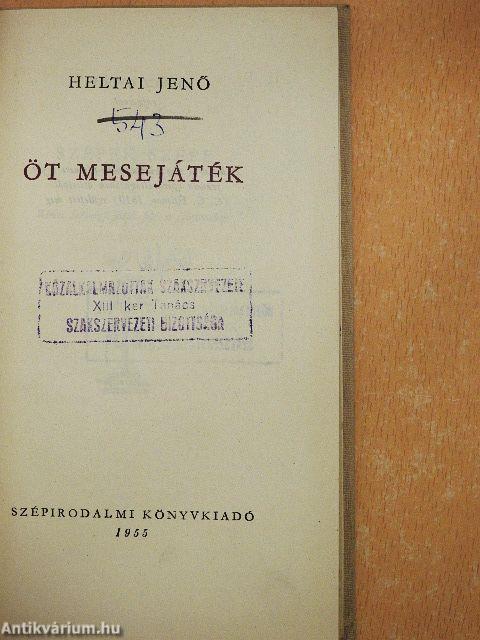 HELTAI JENŐ
543
ÖT MESEJÁTÉK
KÖZALKALMAZOTTAK SZAKSZERVEZETE
XIII ker Tanács
SZAKSZERVEZETI BIZOTTSÁGA
SZÉPIRODALMI KÖNYVKIADÓ
1955
Antikvárium.hu